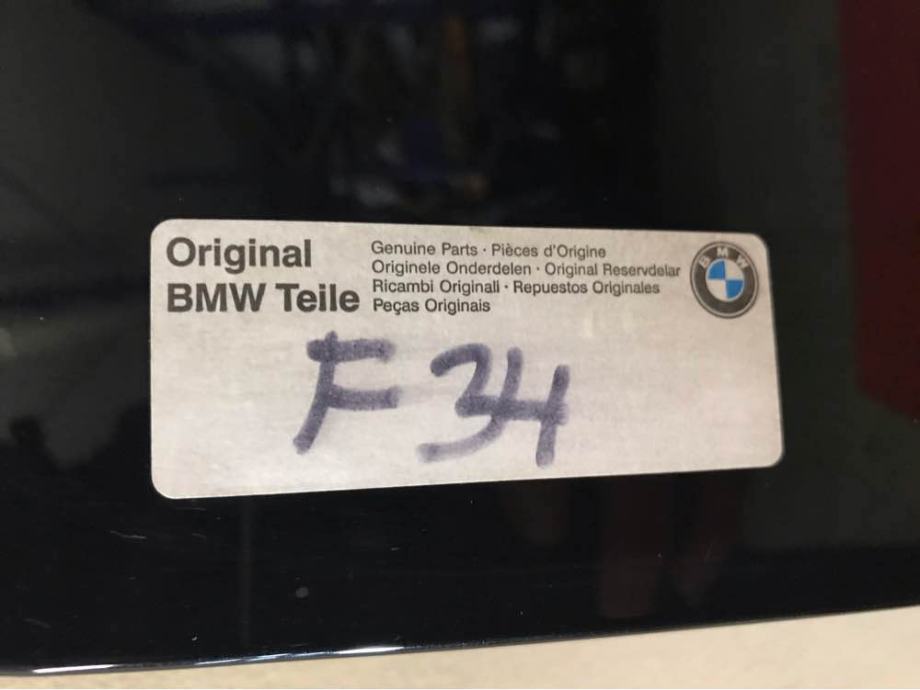 Original
BMW Teile
Genuine Parts · Pièces d'Origine
Originele Onderdelen · Original Reservdelar
Ricambi Originali · Repuestos Originales
Peças Originais
BMW
F34